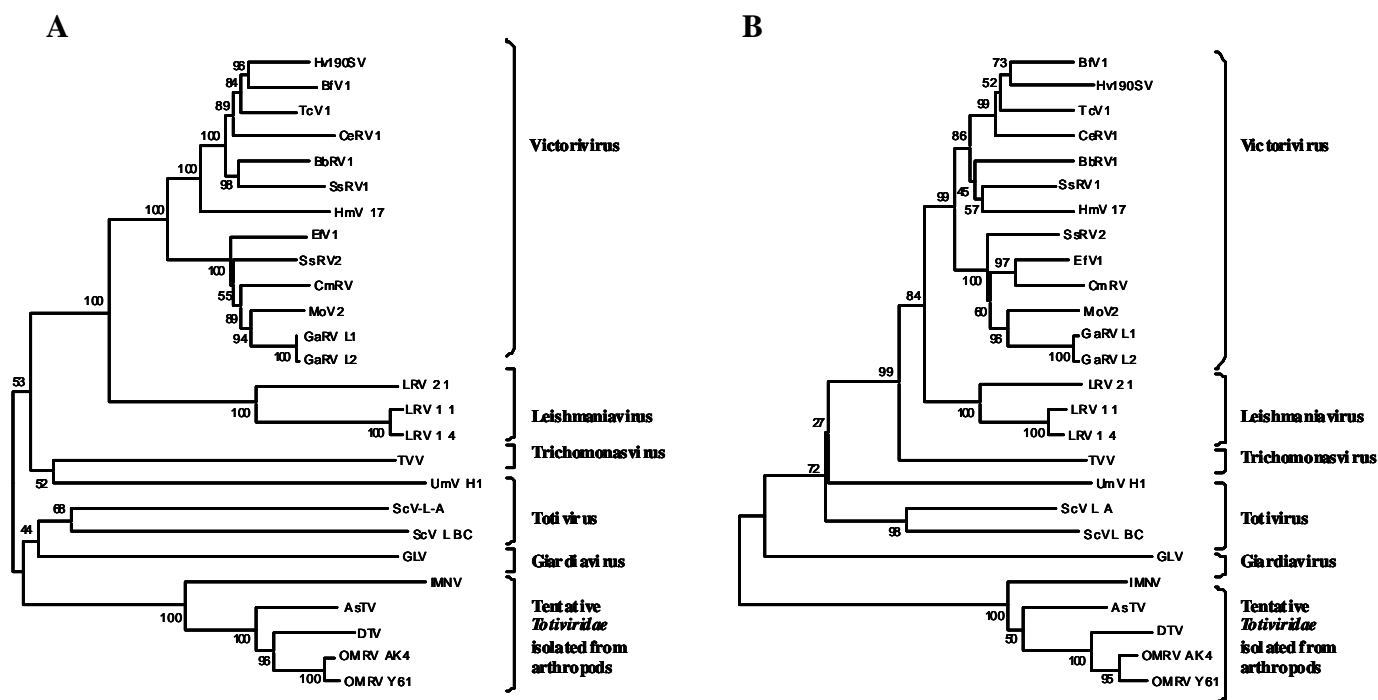 A
98
Hv190SV
84
BfV1
89
TcV1
100
CeRV1
100
BbRV1
98
SsRV1
100
HmV 17
EfV1
100
SsRV2
55
CmRV
89
MoV2
94
GaRV L1
100
GaRV L2
100
LRV 2 1
100
LRV 1 1
100
LRV 1 4
53
TVV
52
UmV H1
68
ScV-L-A
44
ScV L BC
GLV
IMNV
100
AsTV
100
DTV
98
OMRV AK4
100
OMRV Y61
Victorivirus
Leishmaniavirus
Trichomonasvirus
Totivirus
Giardiavirus
Tentative
Totiviridae
isolated from
arthropods
B
73
BfV1
52
Hv190SV
99
TcV1
86
CeRV1
BbRV1
45
SsRV1
57
HmV 17
99
SsRV2
97
EfV1
100
CmRV
60
MoV2
98
GaRV L1
100
GaRV L2
84
LRV 2 1
100
LRV 1 1
100
LRV 1 4
99
TVV
27
UmV H1
72
ScV L A
98
ScVL BC
GLV
IMNV
100
AsTV
50
DTV
100
OMRV AK4
95
OMRV Y61
Victorivirus
Leishmaniavirus
Trichomonasvirus
Totivirus
Giardiavirus
Tentative
Totiviridae
isolated from
arthropods